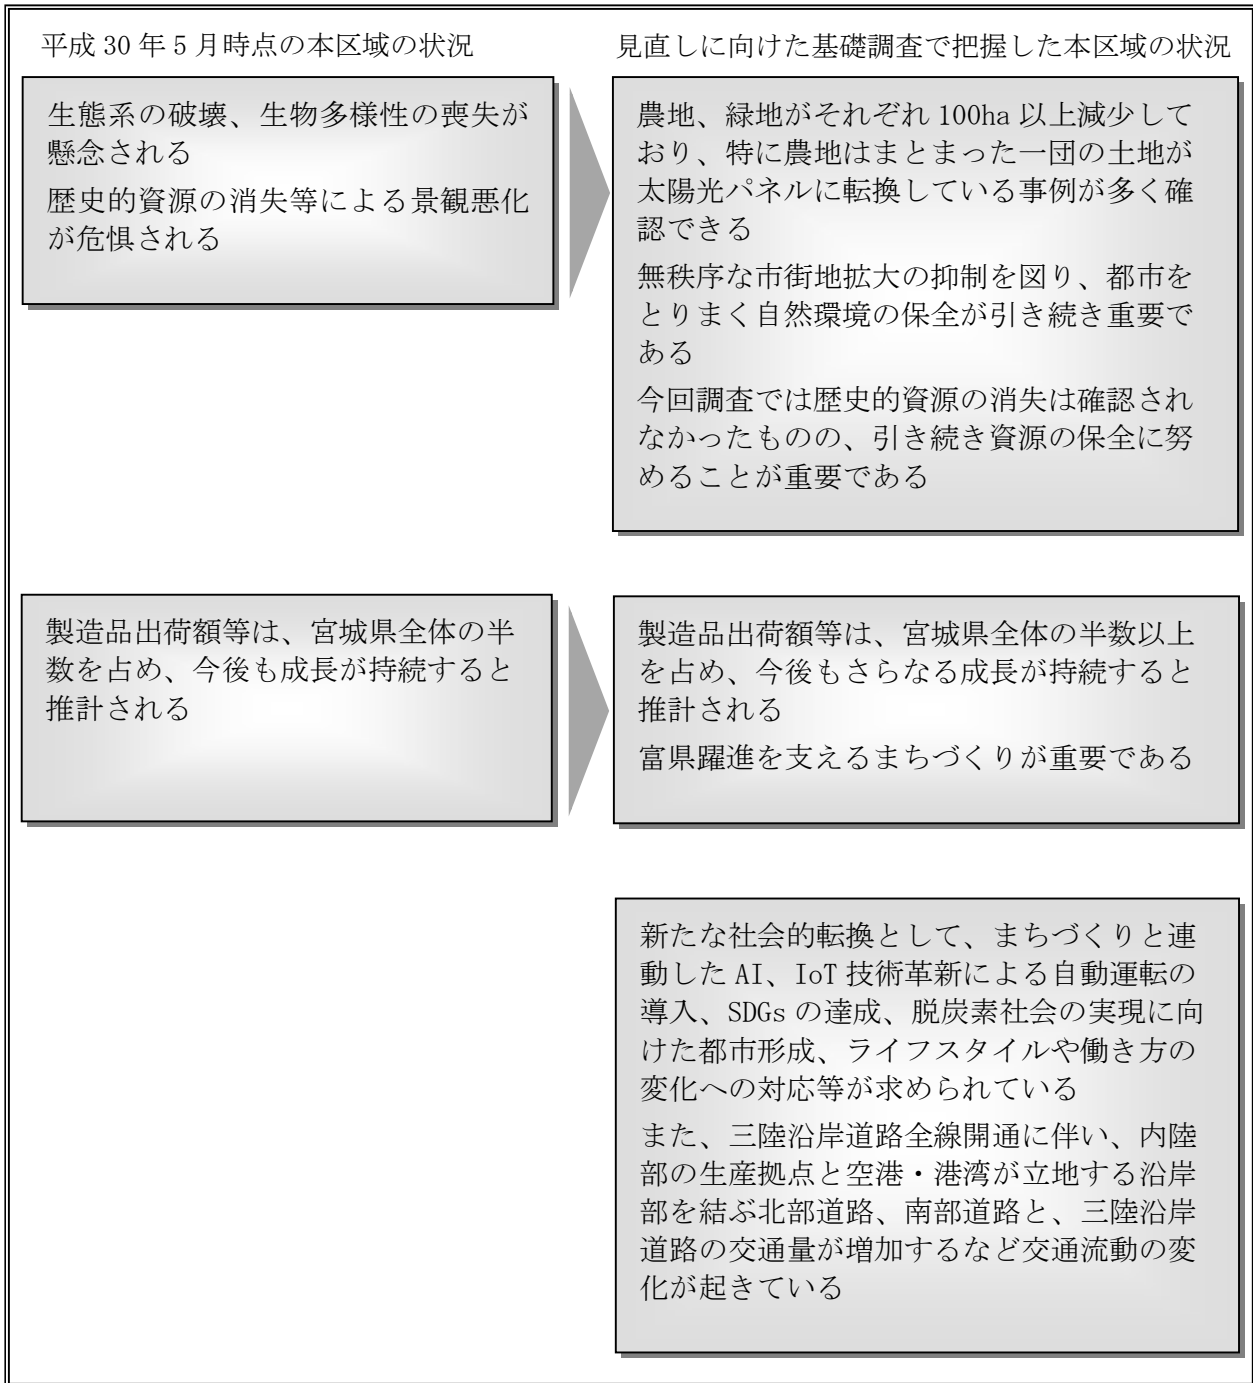 平成 30 年 5 月時点の本区域の状況
見直しに向けた基礎調査で把握した本区域の状況
生態系の破壊、生物多様性の喪失が
懸念される
歴史的資源の消失等による景観悪化
が危惧される
農地、緑地がそれぞれ 100ha 以上減少して
おり、特に農地はまとまった一団の土地が
太陽光パネルに転換している事例が多く確
認できる
無秩序な市街地拡大の抑制を図り、都市を
とりまく自然環境の保全が引き続き重要で
ある
今回調査では歴史的資源の消失は確認され
なかったものの、引き続き資源の保全に努
めることが重要である
製造品出荷額等は、宮城県全体の半
数を占め、今後も成長が持続すると
推計される
製造品出荷額等は、宮城県全体の半数以上
を占め、今後もさらなる成長が持続すると
推計される
富県躍進を支えるまちづくりが重要である
新たな社会的転換として、まちづくりと連
動した AI、IoT 技術革新による自動運転の
導入、SDGs の達成、脱炭素社会の実現に向
けた都市形成、ライフスタイルや働き方の
変化への対応等が求められている
また、三陸沿岸道路全線開通に伴い、内陸
部の生産拠点と空港・港湾が立地する沿岸
部を結ぶ北部道路、南部道路と、三陸沿岸
道路の交通量が増加するなど交通流動の変
化が起きている